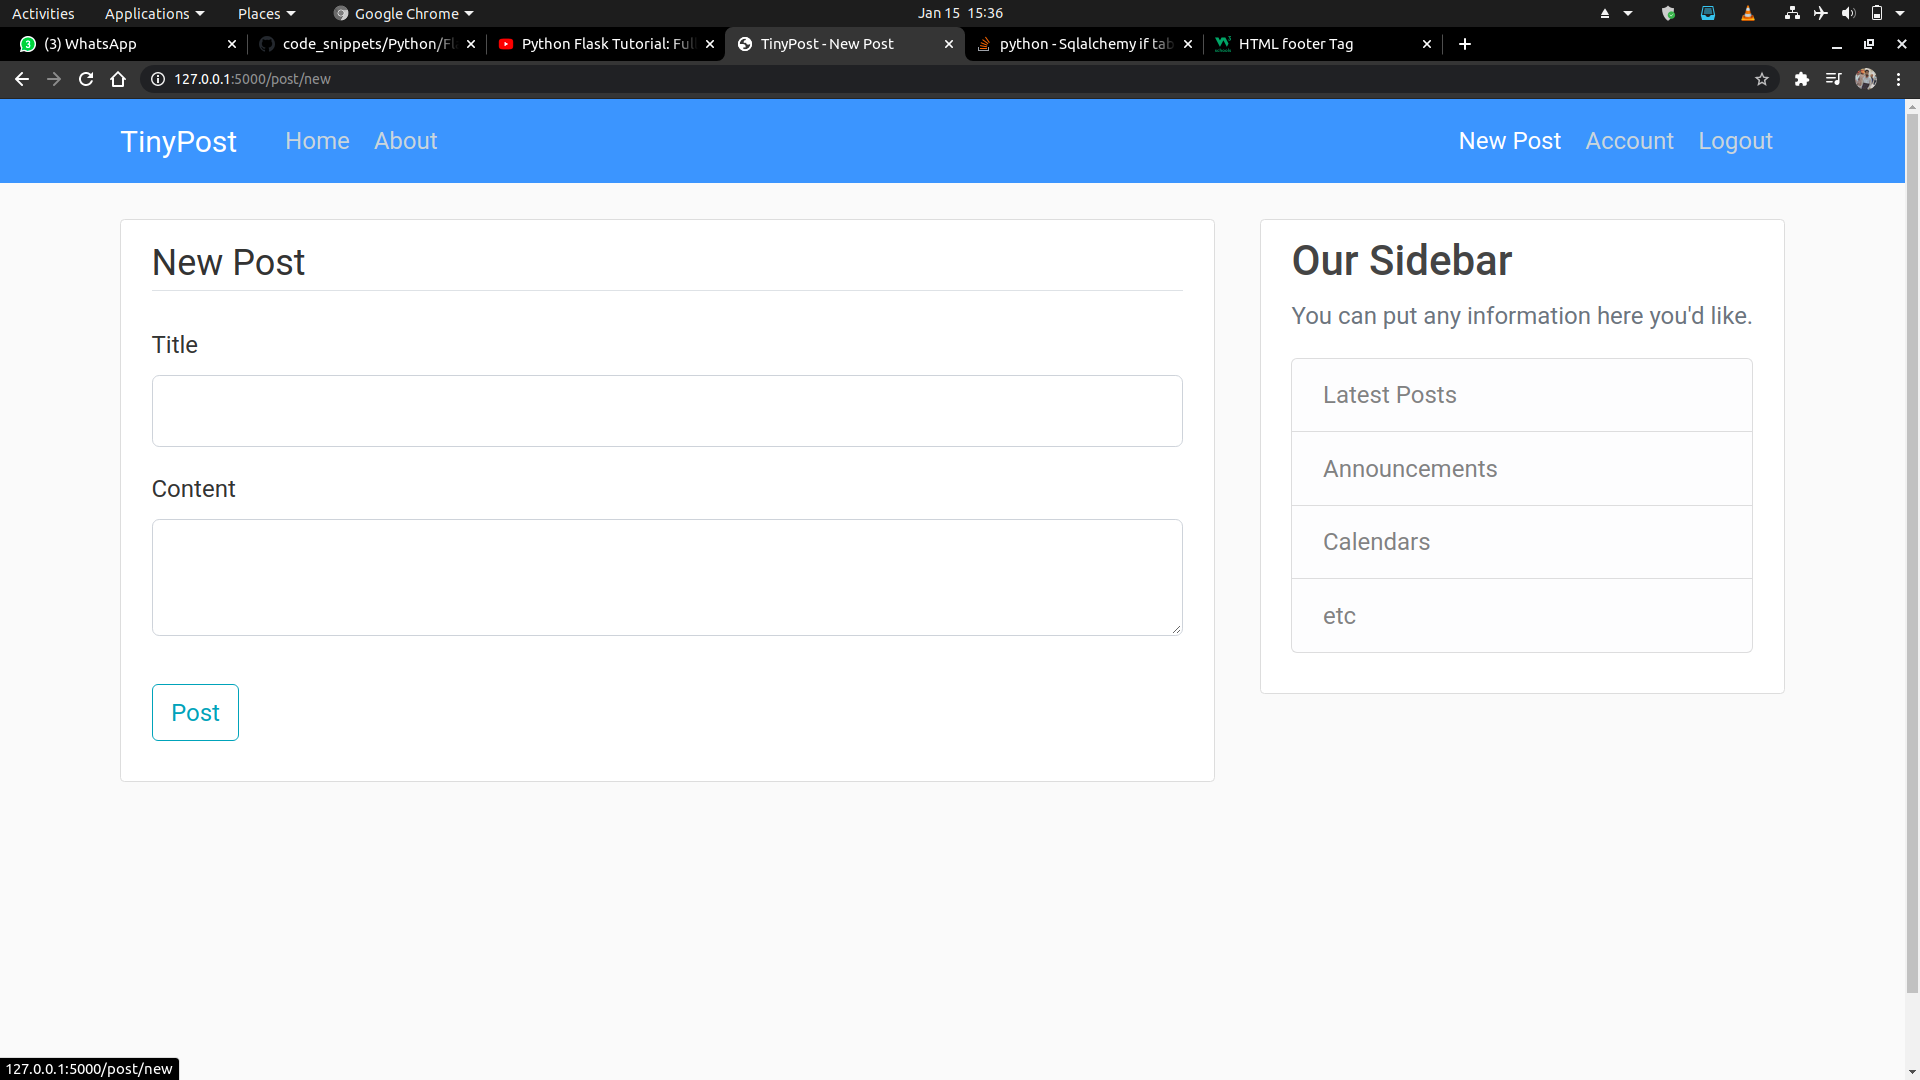 Activities Applications Places Google Chrome Jan 15 15:36
(3) WhatsApp code_snippets/Python/Fl Python Flask Tutorial: Ful TinyPost - New Post python - Sqlalchemy if tab HTML footer Tag
127.0.0.1:5000/post/new
TinyPost Home About New Post Account Logout
New Post
Title
Content
Post
Our Sidebar
You can put any information here you'd like.
Latest Posts
Announcements
Calendars
etc
127.0.0.1:5000/post/new